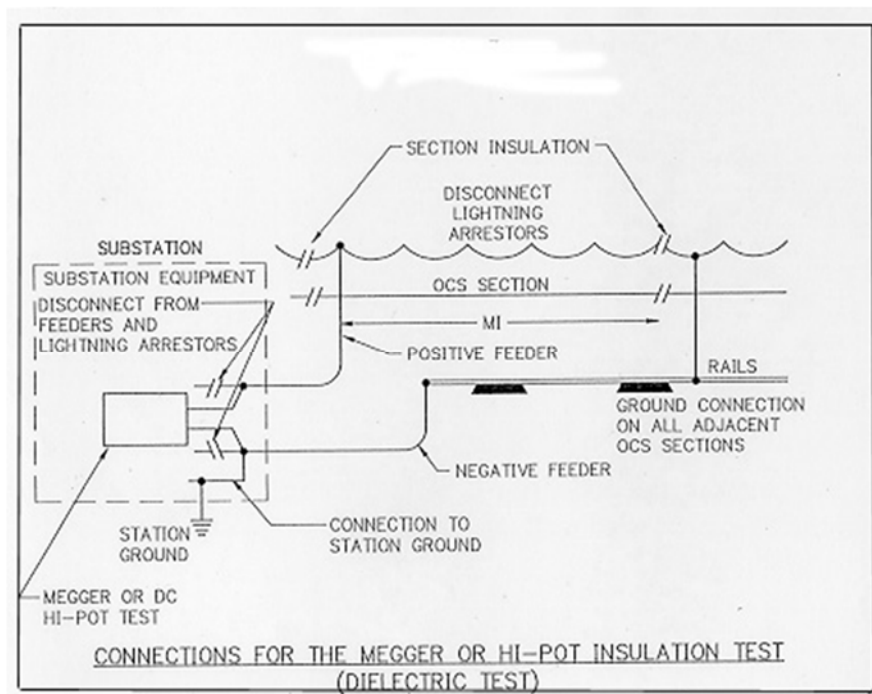 SECTION INSULATION
DISCONNECT
LIGHTNING
ARRESTORS
SUBSTATION
SUBSTATION EQUIPMENT
DISCONNECT FROM
FEEDERS AND
LIGHTNING ARRESTORS
OCS SECTION
MI
POSITIVE FEEDER
RAILS
GROUND CONNECTION
ON ALL ADJACENT
OCS SECTIONS
NEGATIVE FEEDER
STATION
GROUND
CONNECTION TO
STATION GROUND
MEGGER OR DC
HI-POT TEST
CONNECTIONS FOR THE MEGGER OR HI-POT INSULATION TEST
(DIELECTRIC TEST)